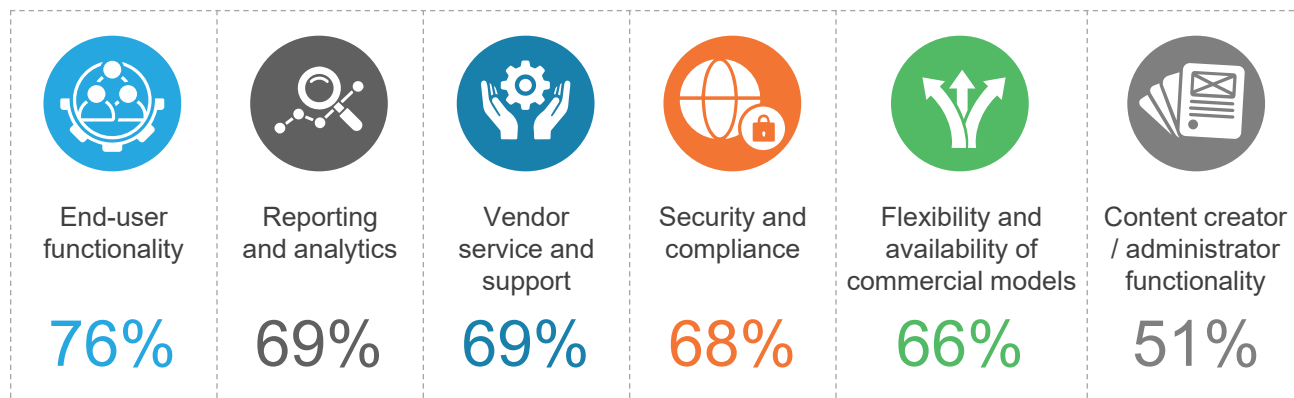 End-user
functionality
76%
Reporting
and analytics
69%
Vendor
service and
support
69%
Security and
compliance
68%
Flexibility and
availability of
commercial models
66%
Content creator
/ administrator
functionality
51%